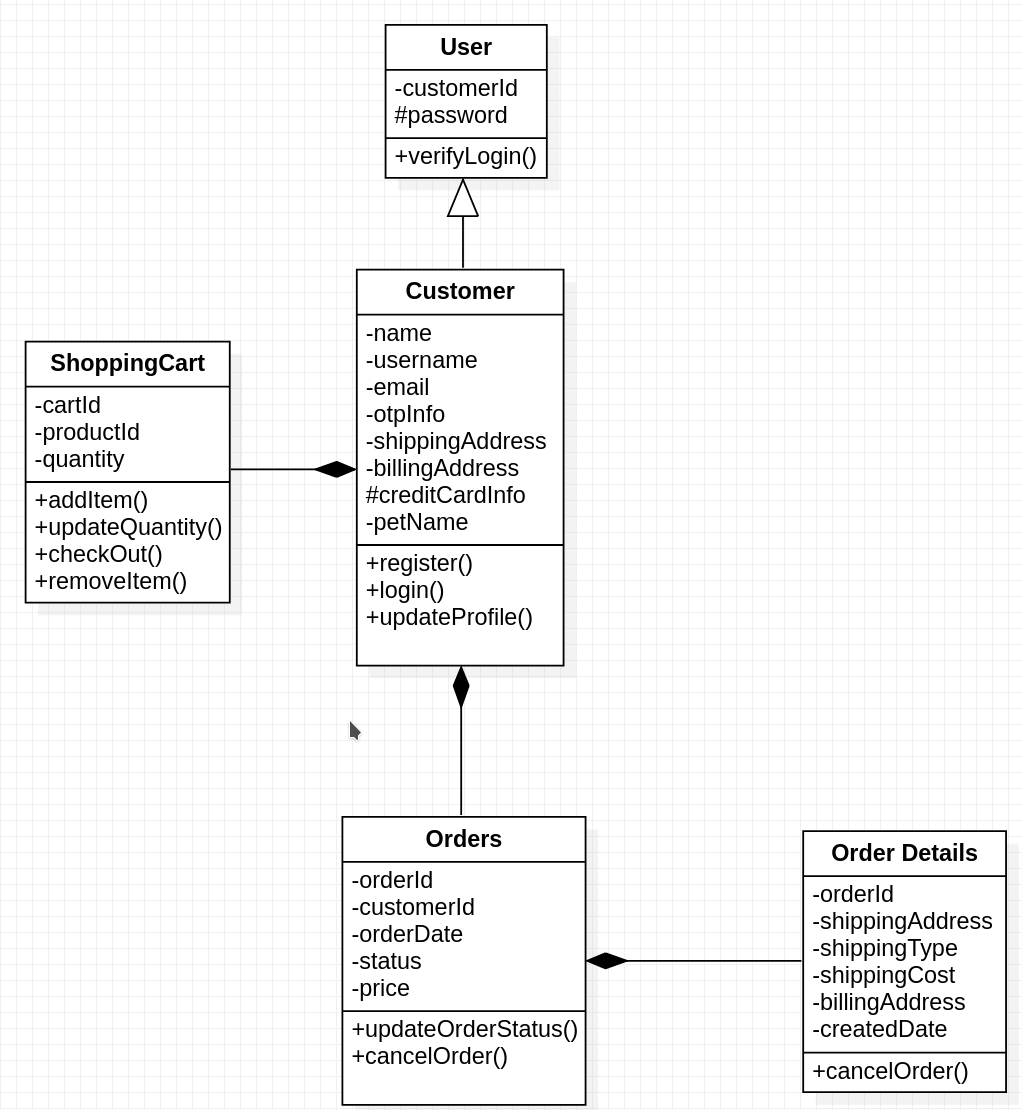 User
-customerId
#password
+verifyLogin()
Customer
-name
-username
-email
-otpInfo
-shippingAddress
-billingAddress
#creditCardInfo
-petName
+register()
+login()
+updateProfile()
ShoppingCart
-cartId
-productId
-quantity
+addItem()
+updateQuantity()
+checkOut()
+removeItem()
Orders
-orderId
-customerId
-orderDate
-status
-price
+updateOrderStatus()
+cancelOrder()
Order Details
-orderId
-shippingAddress
-shippingType
-shippingCost
-billingAddress
-createdDate
+cancelOrder()